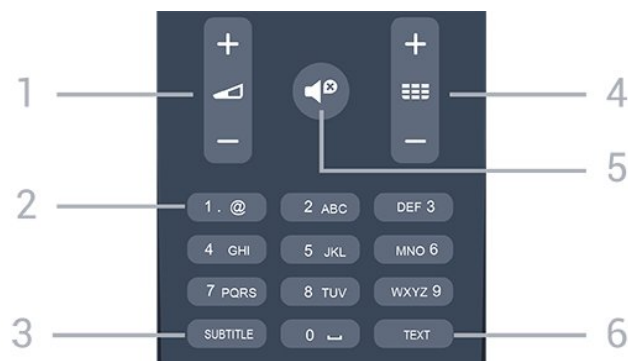 + +
1 4
− −
5
2 1 . @ 2 ABC DEF 3
4 GHI 5 JKL MNO 6
7 PQRS 8 TUV WXYZ 9
3 SUBTITLE 0 ⎵ TEXT 6